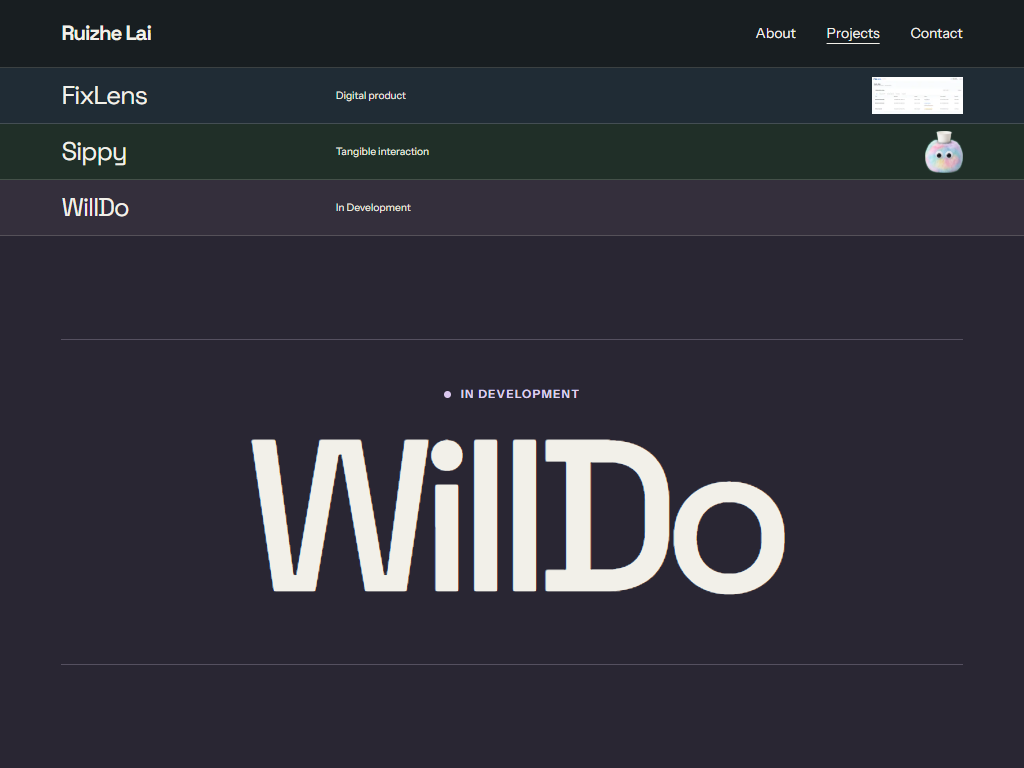 Ruizhe Lai
About Projects Contact
FixLens Digital product
Sippy Tangible interaction
WillDo In Development
IN DEVELOPMENT
WillDo